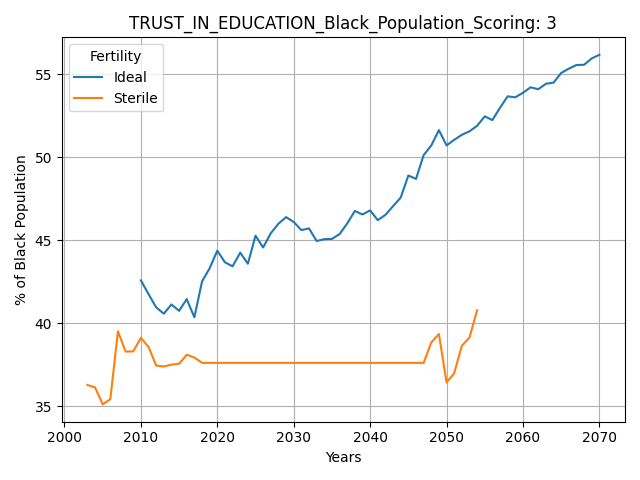 TRUST_IN_EDUCATION_Black_Population_Scoring: 3
Fertility
Ideal
Sterile
% of Black Population
55
50
45
40
35
2000 2010 2020 2030 2040 2050 2060 2070
Years